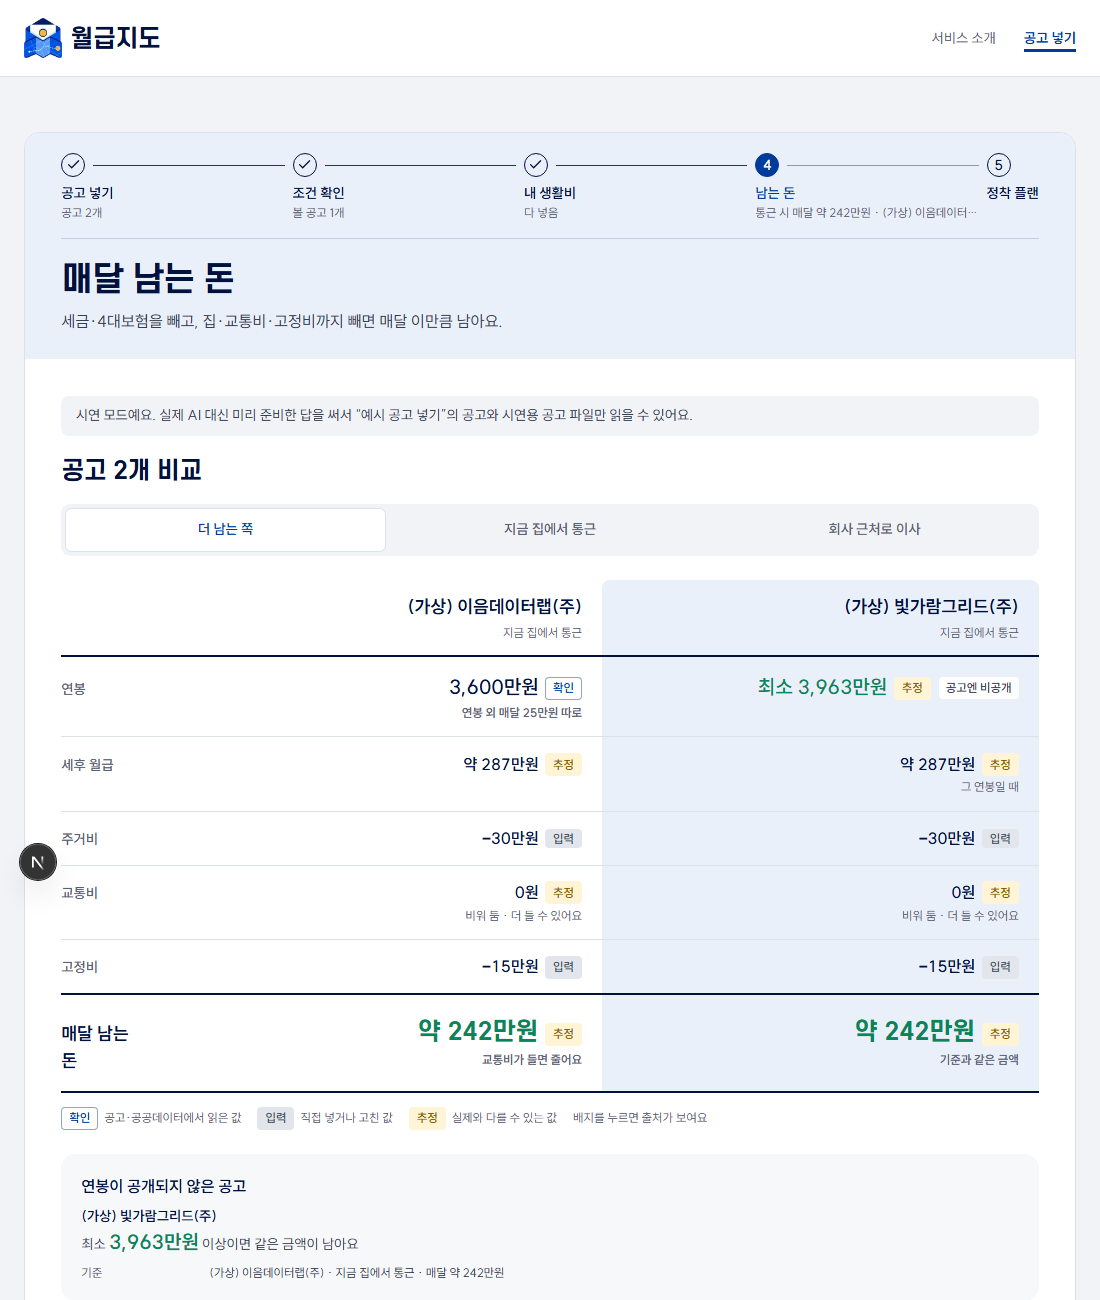 월급지도
서비스 소개
공고 넣기
공고 넣기
공고 2개
조건 확인
볼 공고 1개
내 생활비
다 넣음
4
남는 돈
통근 시 매달 약 242만원 · (가상) 이음데이터…
5
정착 플랜
매달 남는 돈
세금·4대보험을 빼고, 집·교통비·고정비까지 빼면 매달 이만큼 남아요.
시연 모드예요. 실제 AI 대신 미리 준비한 답을 써서 “예시 공고 넣기”의 공고와 시연용 공고 파일만 읽을 수 있어요.
공고 2개 비교
더 남는 쪽
지금 집에서 통근
회사 근처로 이사
(가상) 이음데이터랩(주)
지금 집에서 통근
(가상) 빛가람그리드(주)
지금 집에서 통근
연봉
3,600만원 확인
연봉 외 매달 25만원 따로
최소 3,963만원 추정 공고엔 비공개
세후 월급
약 287만원 추정
약 287만원 추정
그 연봉일 때
주거비
−30만원 입력
−30만원 입력
N
교통비
0원 추정
비워 둠 · 더 들 수 있어요
0원 추정
비워 둠 · 더 들 수 있어요
고정비
−15만원 입력
−15만원 입력
매달 남는
돈
약 242만원 추정
교통비가 들면 줄어요
약 242만원 추정
기준과 같은 금액
확인 공고·공공데이터에서 읽은 값 입력 직접 넣거나 고친 값 추정 실제와 다를 수 있는 값 배지를 누르면 출처가 보여요
연봉이 공개되지 않은 공고
(가상) 빛가람그리드(주)
최소 3,963만원 이상이면 같은 금액이 남아요
기준 (가상) 이음데이터랩(주) · 지금 집에서 통근 · 매달 약 242만원